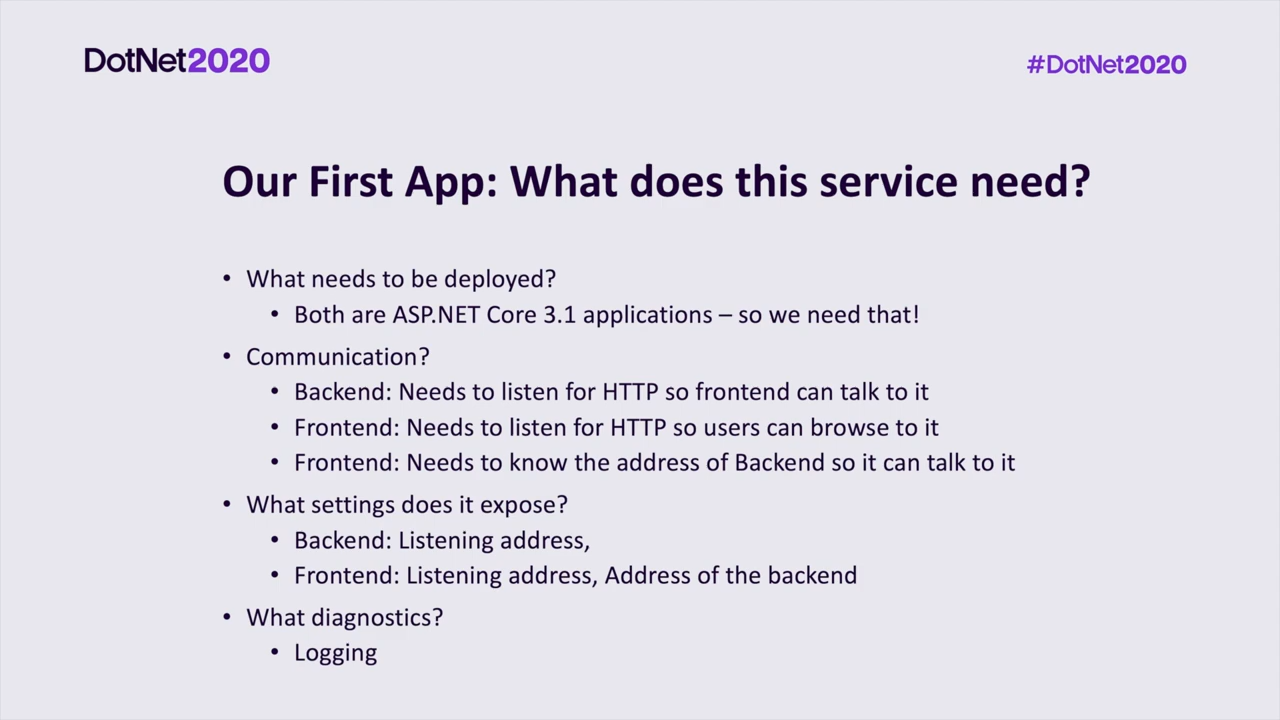 DotNet2020
#DotNet2020
Our First App: What does this service need?
• What needs to be deployed?
• Both are ASP.NET Core 3.1 applications – so we need that!
• Communication?
• Backend: Needs to listen for HTTP so frontend can talk to it
• Frontend: Needs to listen for HTTP so users can browse to it
• Frontend: Needs to know the address of Backend so it can talk to it
• What settings does it expose?
• Backend: Listening address,
• Frontend: Listening address, Address of the backend
• What diagnostics?
• Logging